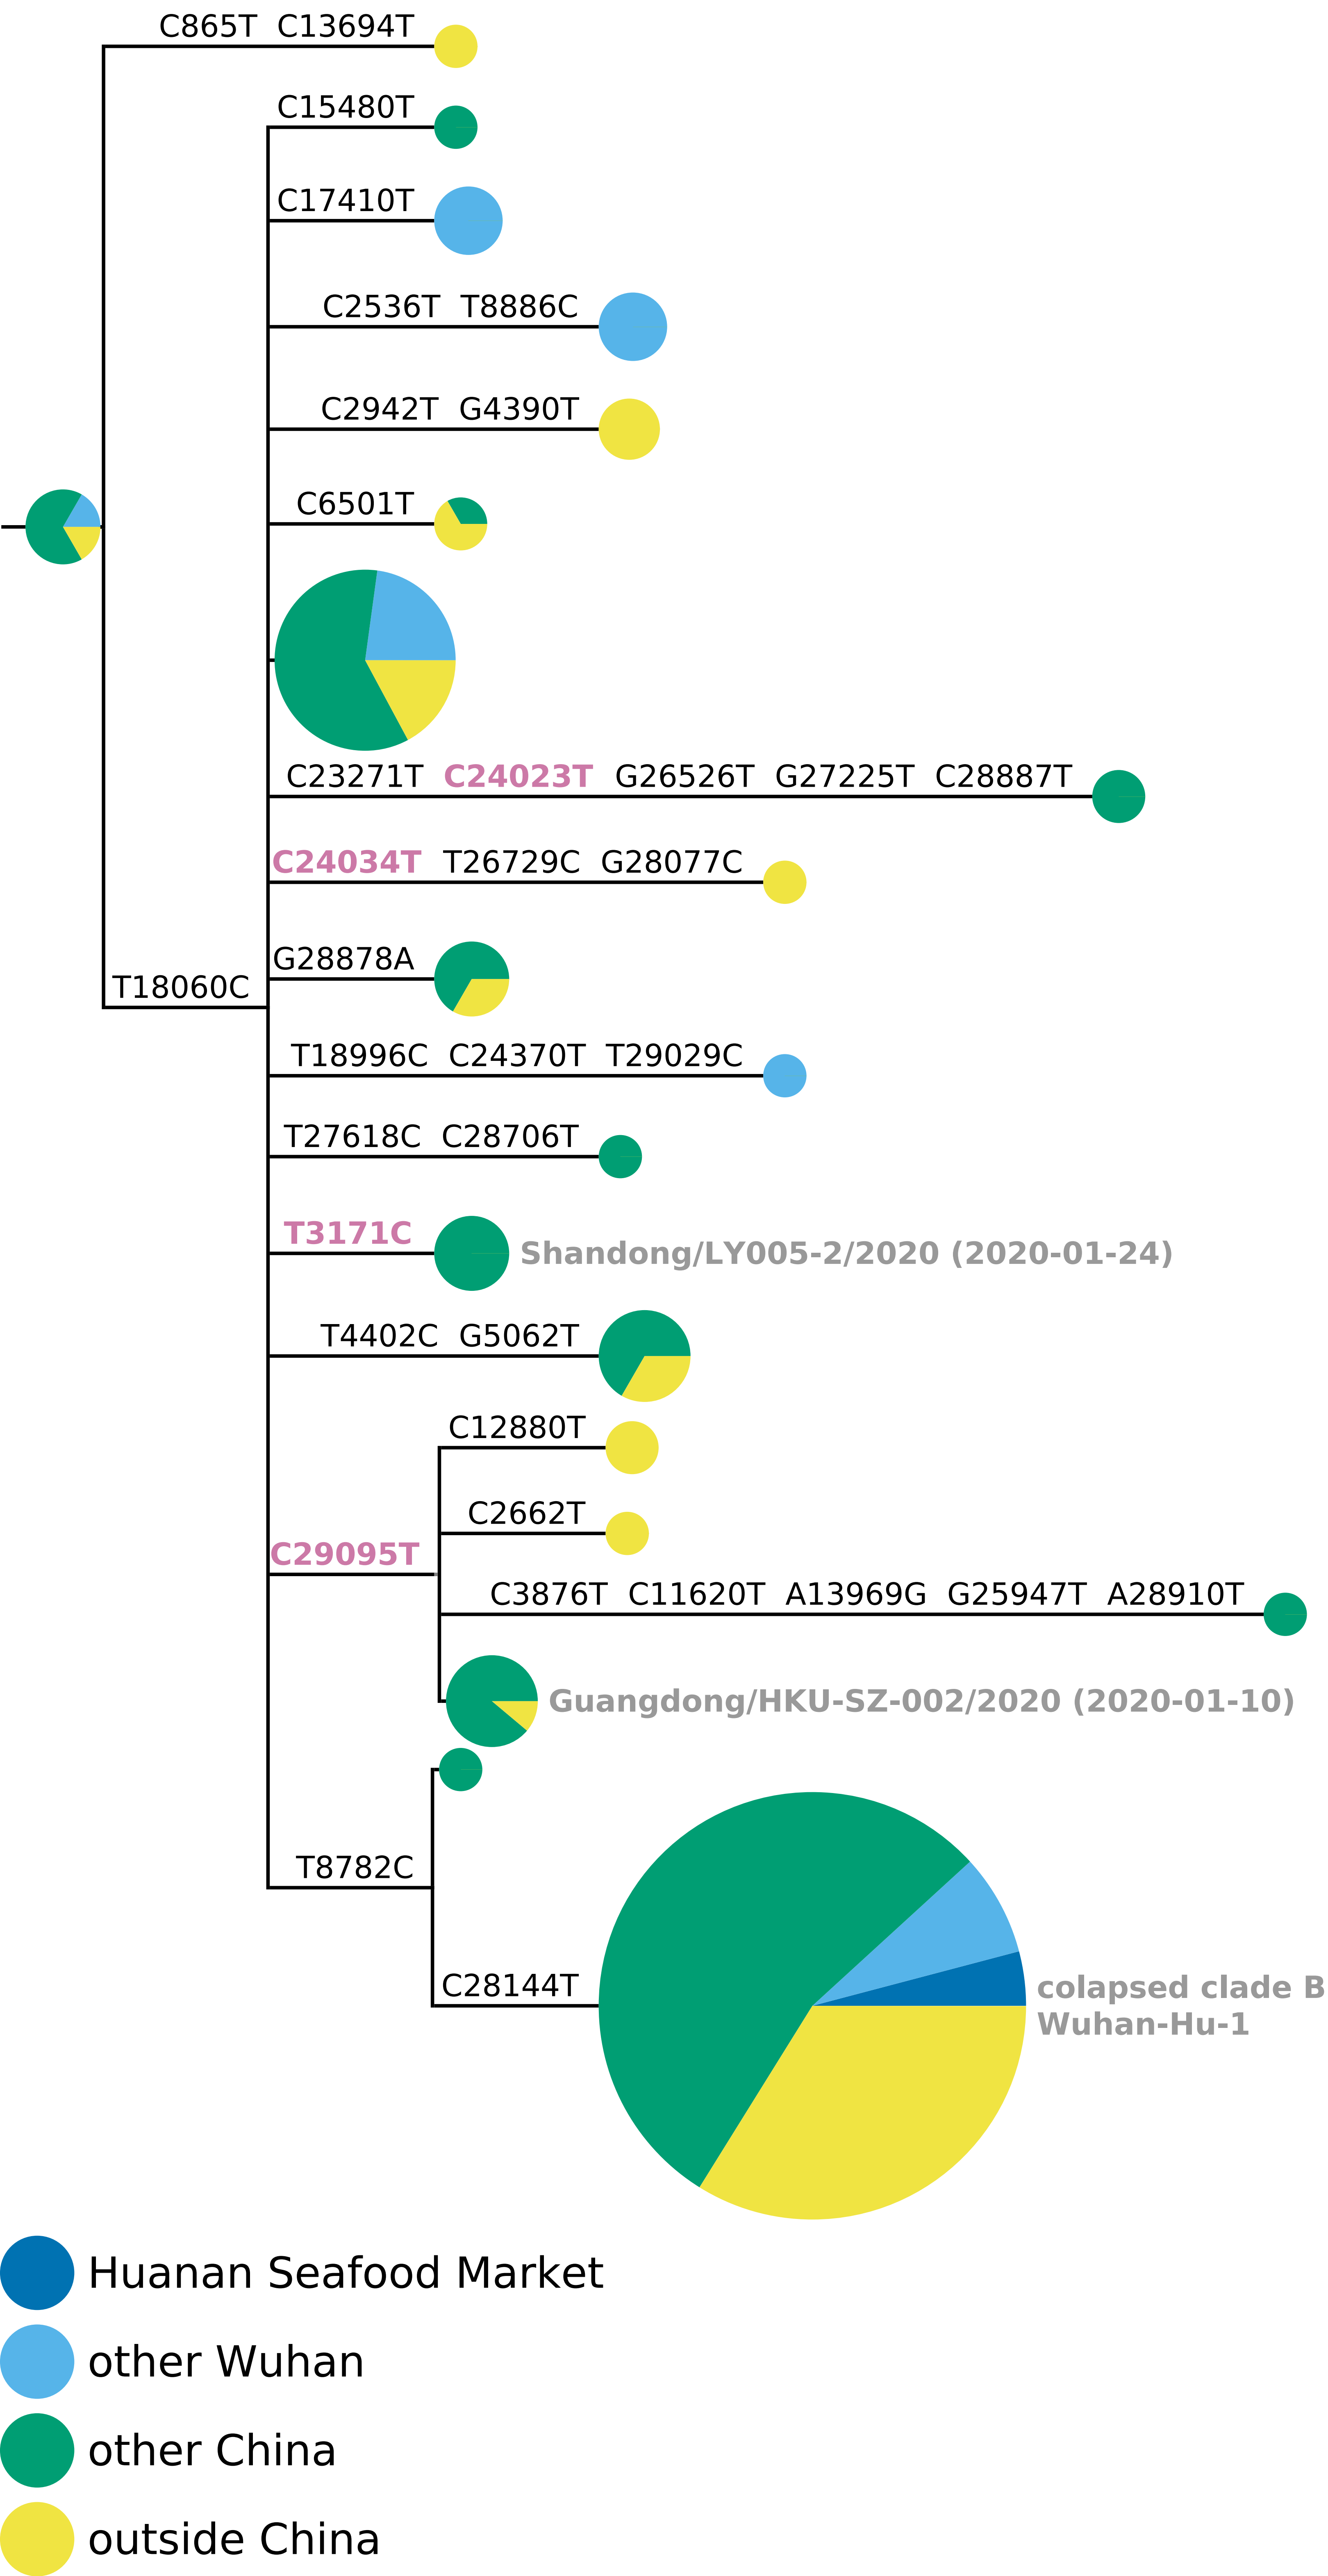 C865T C13694T
C15480T
C17410T
C2536T T8886C
C2942T G4390T
C6501T
C23271T C24023T G26526T G27225T C28887T
C24034T T26729C G28077C
G28878A
T18060C
T18996C C24370T T29029C
T27618C C28706T
T3171C
Shandong/LY005-2/2020 (2020-01-24)
T4402C G5062T
C12880T
C2662T
C29095T
C3876T C11620T A13969G G25947T A28910T
Guangdong/HKU-SZ-002/2020 (2020-01-10)
T8782C
C28144T
colapsed clade B
Wuhan-Hu-1
Huanan Seafood Market
other Wuhan
other China
outside China